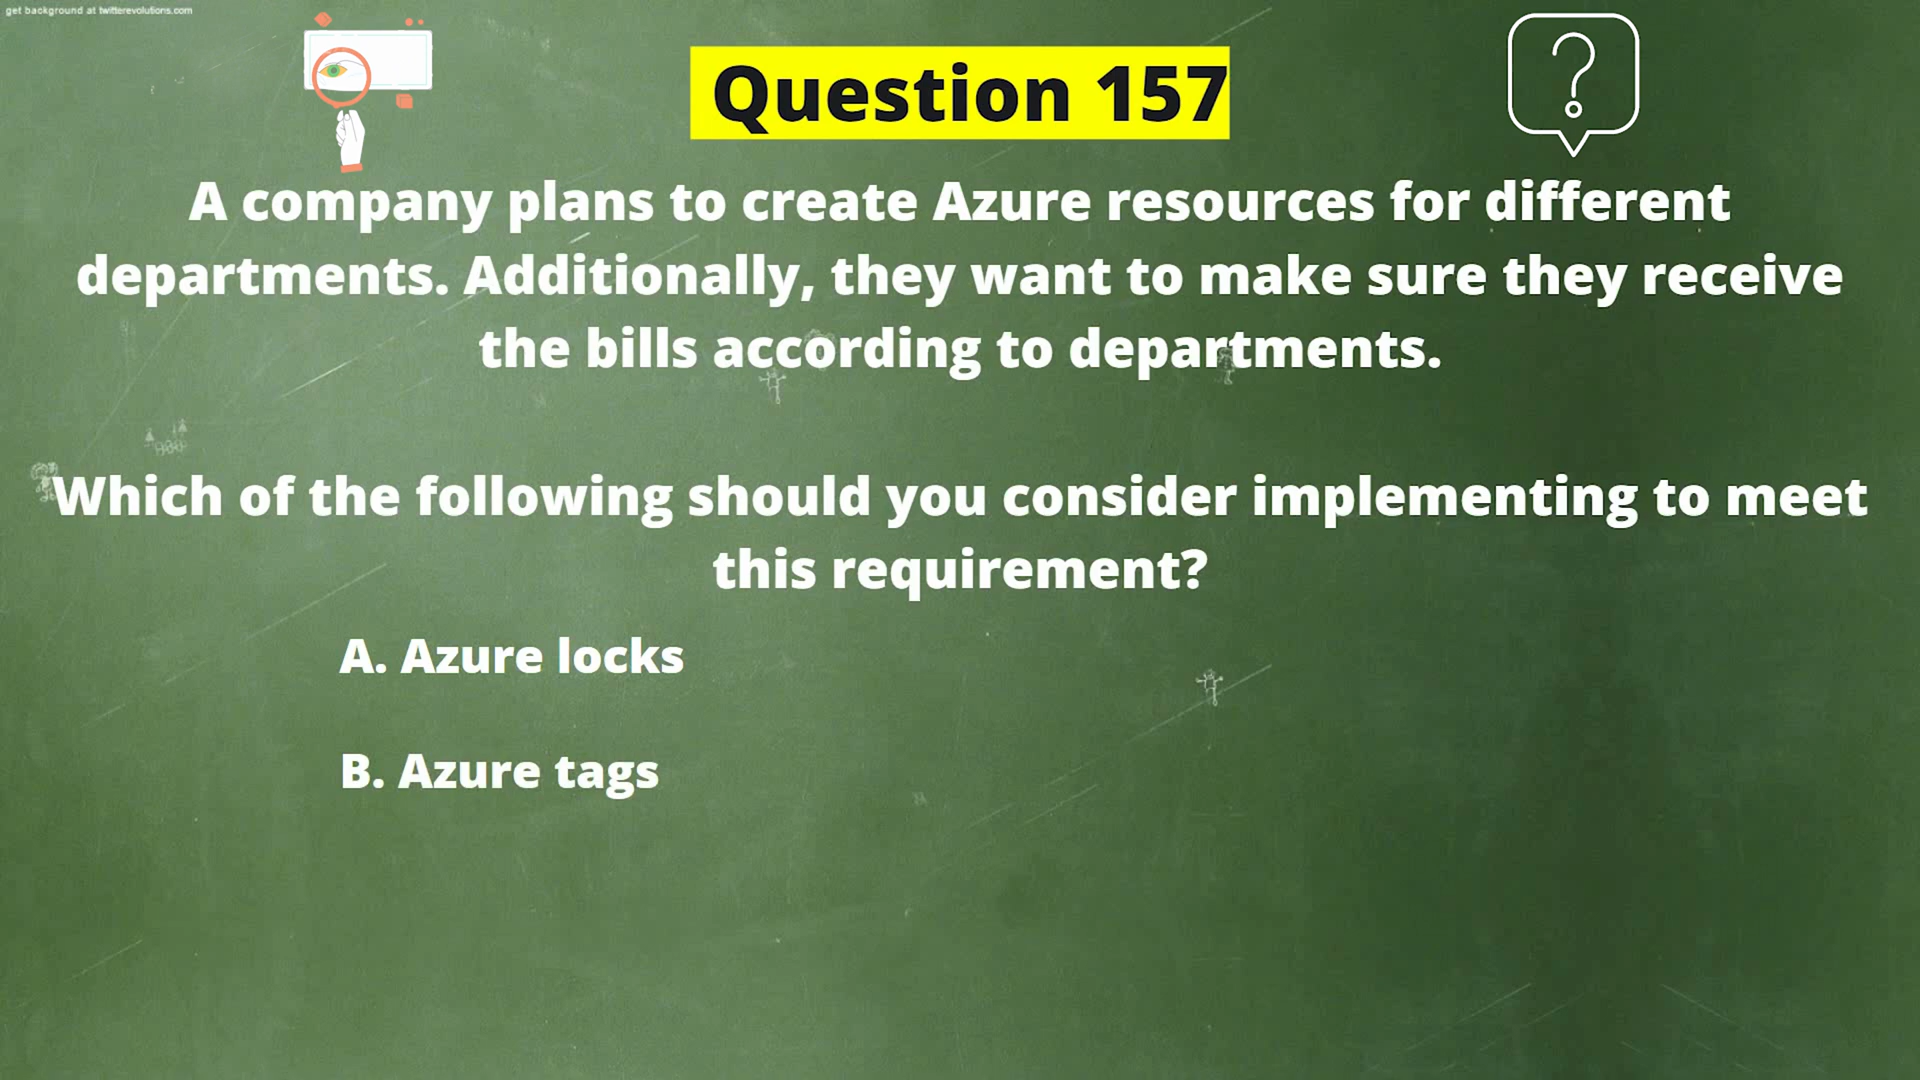 get background at twitterevolutions.com
Question 157
A company plans to create Azure resources for different
departments. Additionally, they want to make sure they receive
the bills according to departments.
Which of the following should you consider implementing to meet
this requirement?
A. Azure locks
B. Azure tags